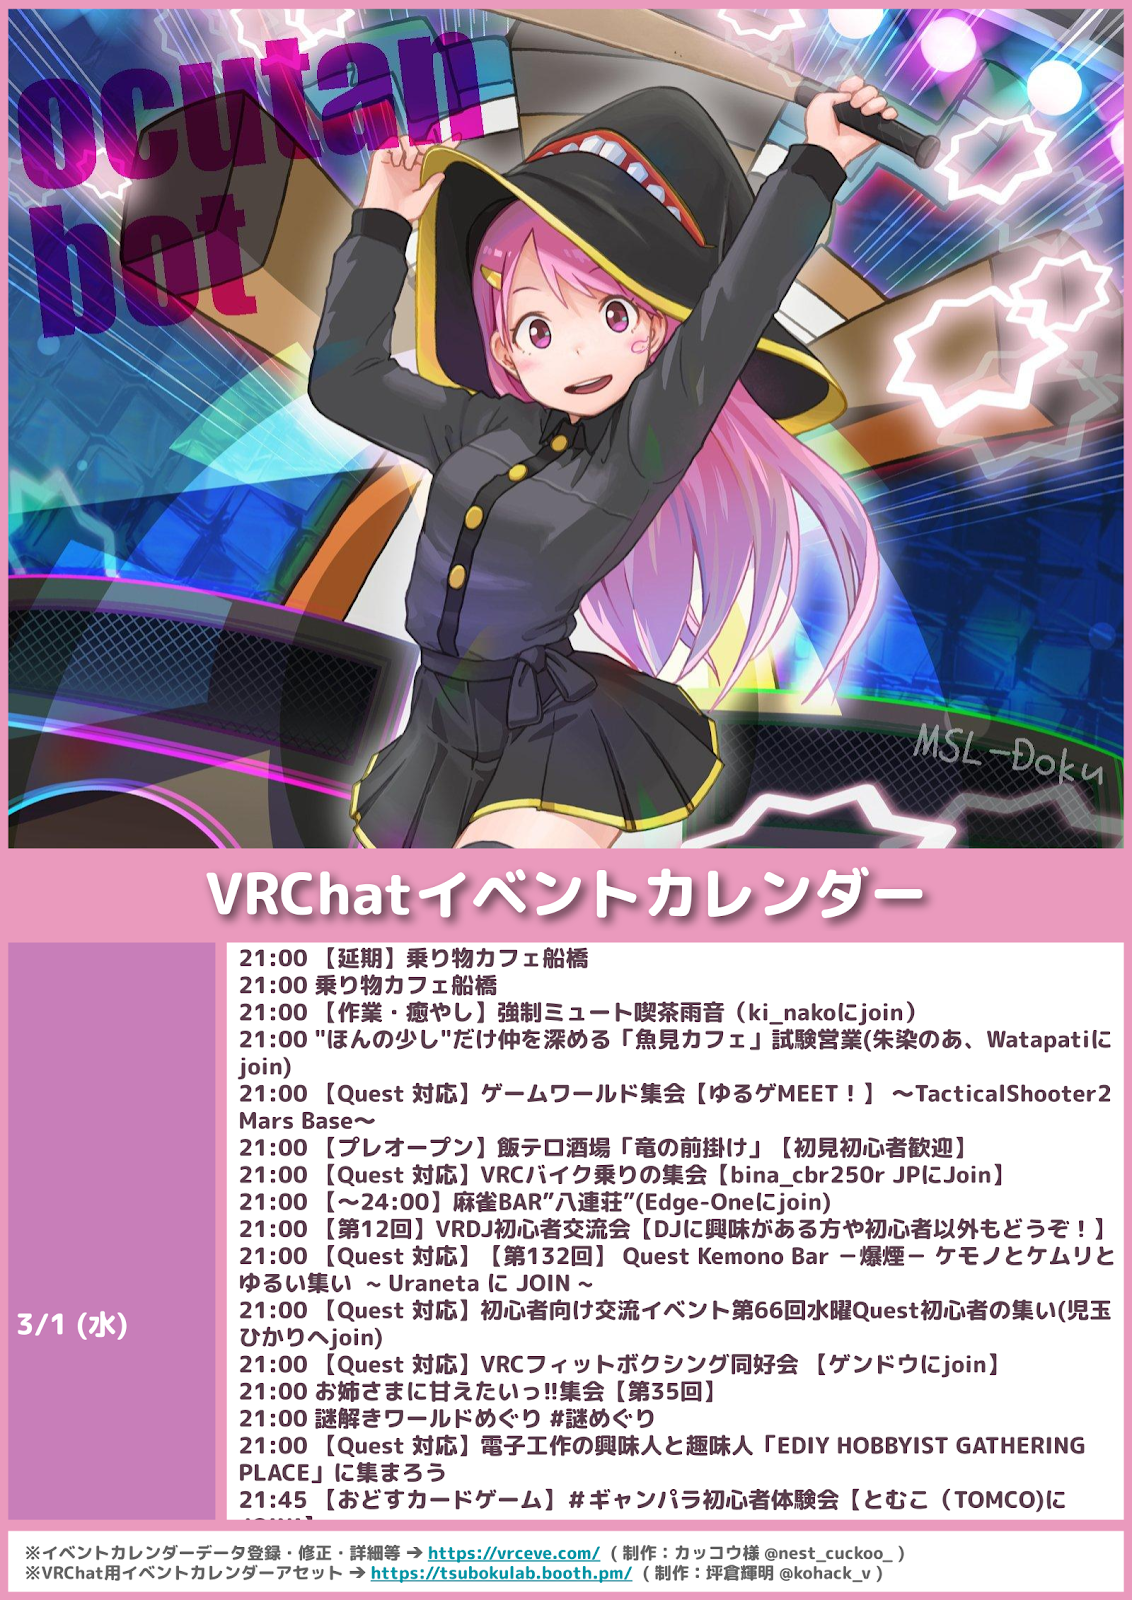 ocutan
bot
MSL-Doku
VRChatイベントカレンダー
3/1 (水)
21:00 【延期】乗り物カフェ船橋
21:00 乗り物カフェ船橋
21:00 【作業・癒やし】強制ミュート喫茶雨音（ki_nakoにjoin）
21:00 "ほんの少し"だけ仲を深める「魚見カフェ」試験営業(朱染のあ、Watapatiに
join)
21:00 【Quest 対応】ゲームワールド集会【ゆるゲMEET！】 〜TacticalShooter2
Mars Base〜
21:00 【プレオープン】飯テロ酒場「竜の前掛け」【初見初心者歓迎】
21:00 【Quest 対応】VRCバイク乗りの集会【bina_cbr250r JPにJoin】
21:00 【〜24:00】麻雀BAR”八連荘”(Edge-Oneにjoin)
21:00 【第12回】VRDJ初心者交流会【DJに興味がある方や初心者以外もどうぞ！】
21:00 【Quest 対応】【第132回】 Quest Kemono Bar －爆煙－ ケモノとケムリと
ゆるい集い ~ Uraneta に JOIN ~
21:00 【Quest 対応】初心者向け交流イベント第66回水曜Quest初心者の集い(児玉
ひかりへjoin)
21:00 【Quest 対応】VRCフィットボクシング同好会 【ゲンドウにjoin】
21:00 お姉さまに甘えたいっ!!集会【第35回】
21:00 謎解きワールドめぐり #謎めぐり
21:00 【Quest 対応】電子工作の興味人と趣味人「EDIY HOBBYIST GATHERING
PLACE」に集まろう
21:45 【おどすカードゲーム】＃ギャンパラ初心者体験会【とむこ（TOMCO)に
※イベントカレンダーデータ登録・修正・詳細等 ➔ https://vrceve.com/ ( 制作：カッコウ様 @nest_cuckoo_ )
※VRChat用イベントカレンダーアセット ➔ https://tsubokulab.booth.pm/ ( 制作：坪倉輝明 @kohack_v )